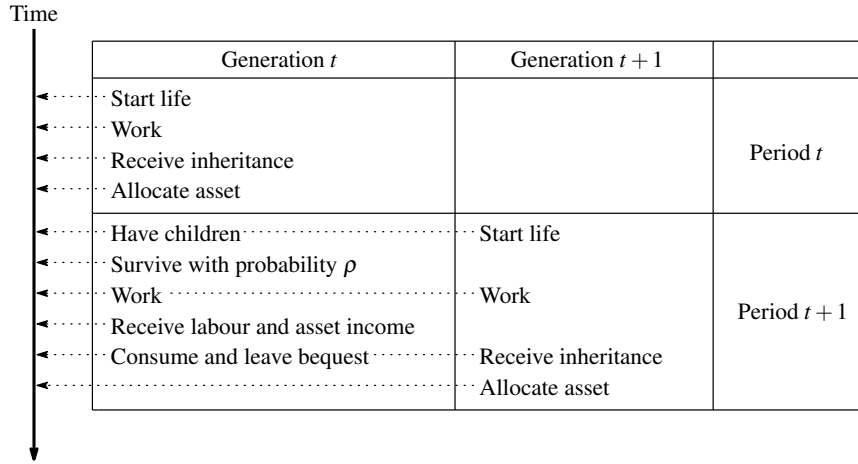 Time
Generation t Generation t + 1
Start life
Work
Receive inheritance
Allocate asset
Period t
Have children Start life
Survive with probability ρ
Work Work
Receive labour and asset income
Period t + 1
Consume and leave bequest Receive inheritance
Allocate asset